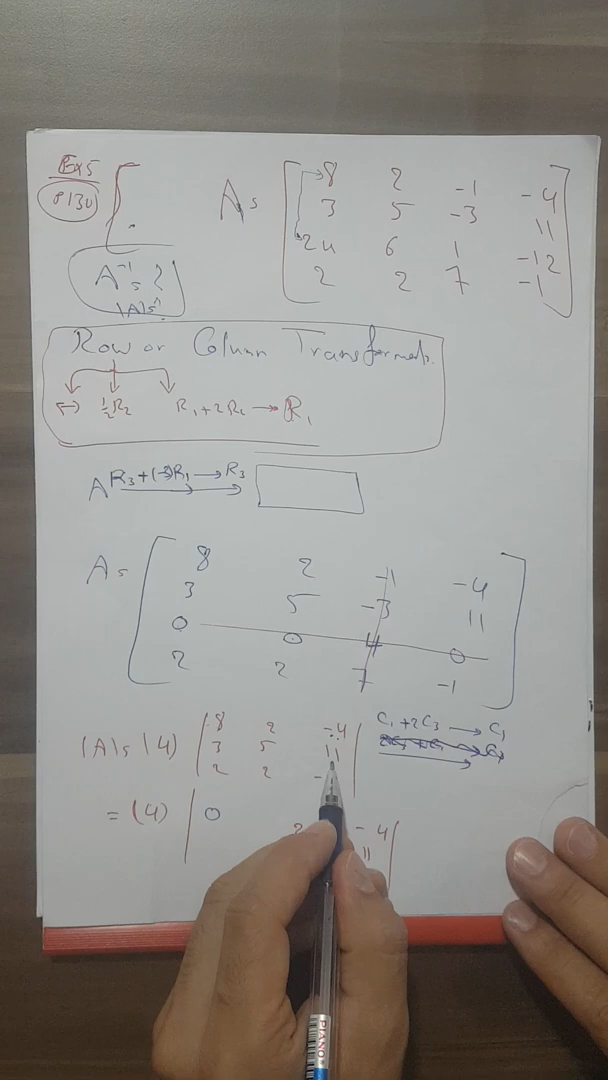 Ex5
8130
A = [ 8 2 -1 -4
3 5 -3 11
24 6 1 -12
2 2 7 -1 ]
A⁻¹ = ?
|A| = ?
Row or Column Transformed.
↔ 1/2R₂ R₁+2R₂ → R₁
A R₃+(-3)R₁ → R₃
A = [ 8 2 -1 -4
3 5 -3 11
0 0 4 0
2 2 7 -1 ]
|A| = (4) | 8 2 -4 | C₁+2C₃ → C₁
3 5 11
2 2 -
= (4) | 0 2 -4 |
11
PIANO